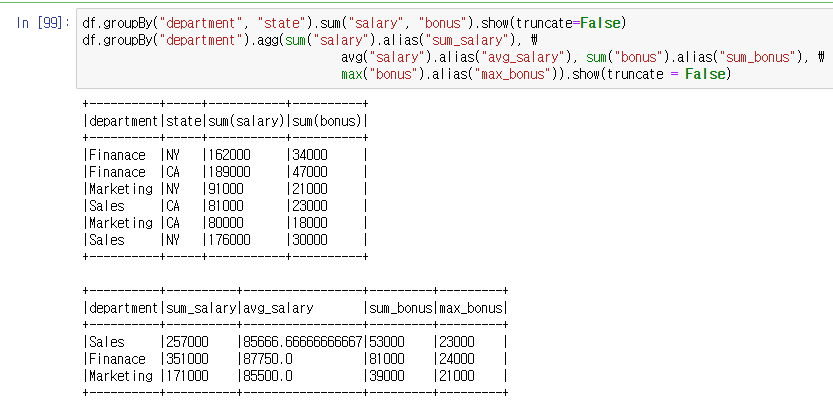 In [99]: df.groupBy("department", "state").sum("salary", "bonus").show(truncate=False)
df.groupBy("department").agg(sum("salary").alias("sum_salary"), ₩
avg("salary").alias("avg_salary"), sum("bonus").alias("sum_bonus"), ₩
max("bonus").alias("max_bonus")).show(truncate = False)
+----------+-----+-----------+----------+
|department|state|sum(salary)|sum(bonus)|
+----------+-----+-----------+----------+
|Finanace  |NY   |162000     |34000     |
|Finanace  |CA   |189000     |47000     |
|Marketing |NY   |91000      |21000     |
|Sales     |CA   |81000      |23000     |
|Marketing |CA   |80000      |18000     |
|Sales     |NY   |176000     |30000     |
+----------+-----+-----------+----------+
+----------+----------+-----------------+---------+---------+
|department|sum_salary|avg_salary       |sum_bonus|max_bonus|
+----------+----------+-----------------+---------+---------+
|Sales     |257000    |85666.66666666667|53000    |23000    |
|Finanace  |351000    |87750.0          |81000    |24000    |
|Marketing |171000    |85500.0          |39000    |21000    |
+----------+----------+-----------------+---------+---------+